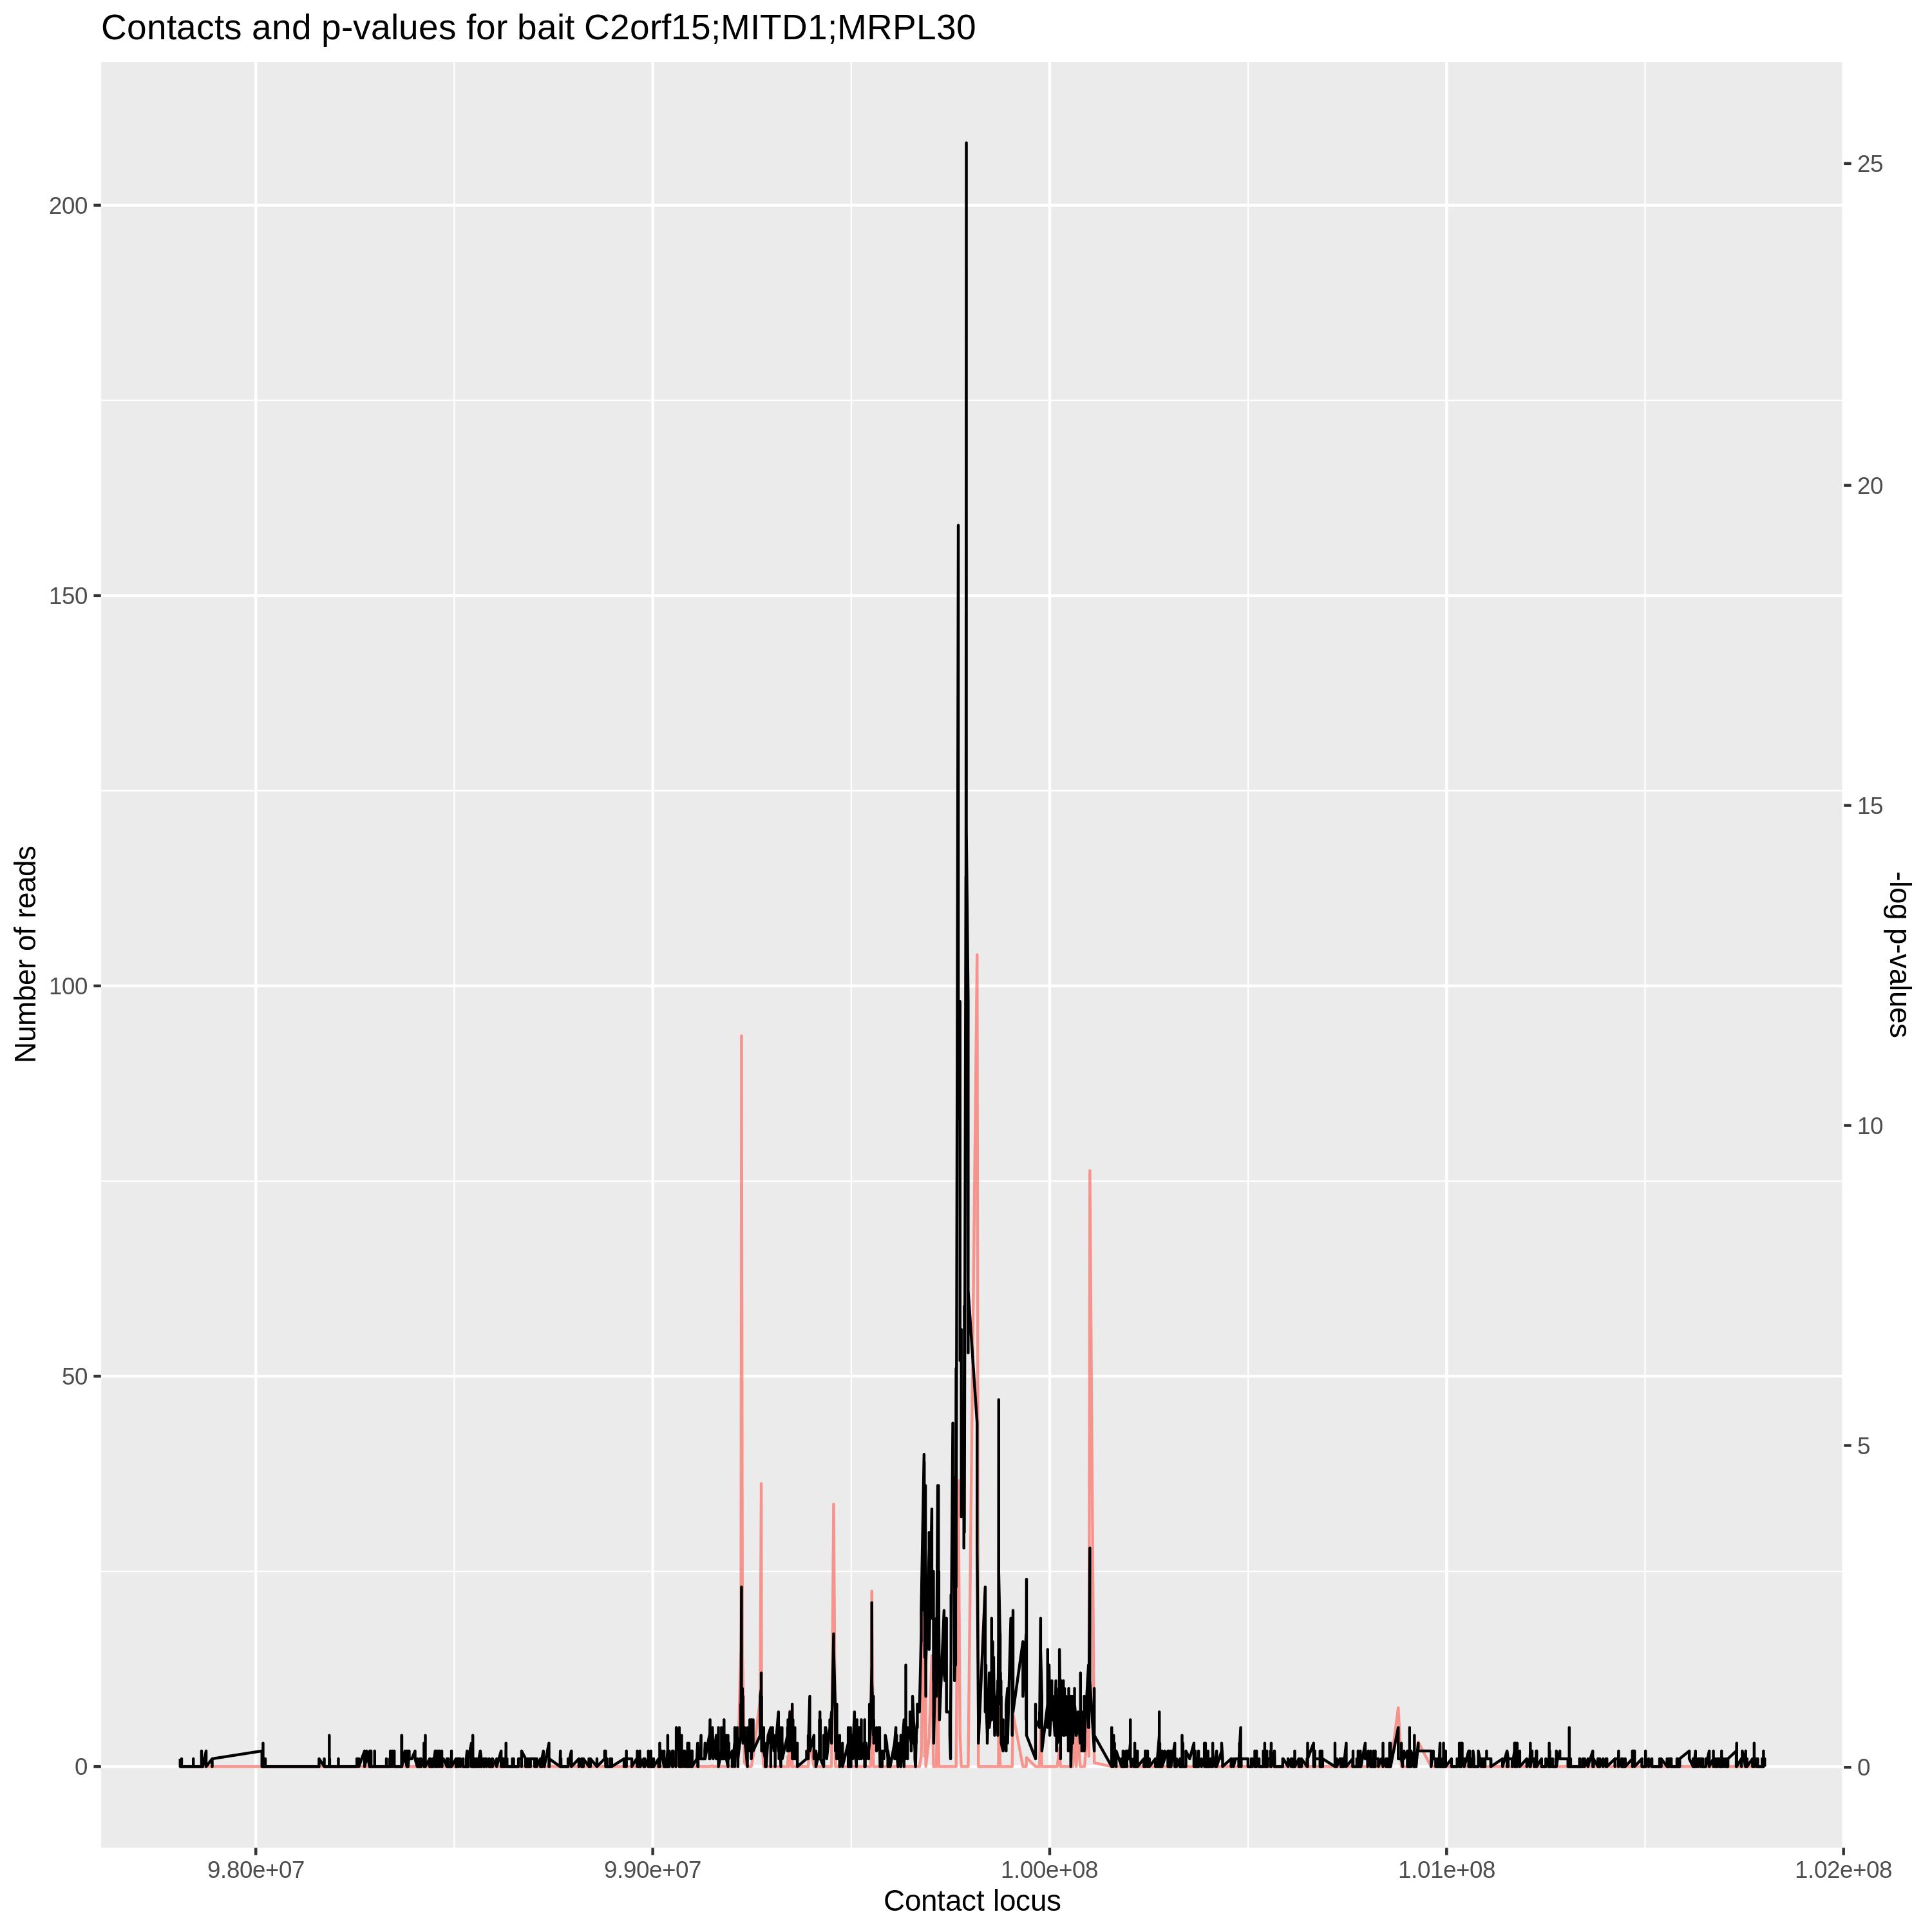 Contacts and p-values for bait C2orf15;MITD1;MRPL30
200
150
100
50
0
Number of reads
25
20
15
10
5
0
-log p-values
9.80e+07
9.90e+07
1.00e+08
1.01e+08
1.02e+08
Contact locus